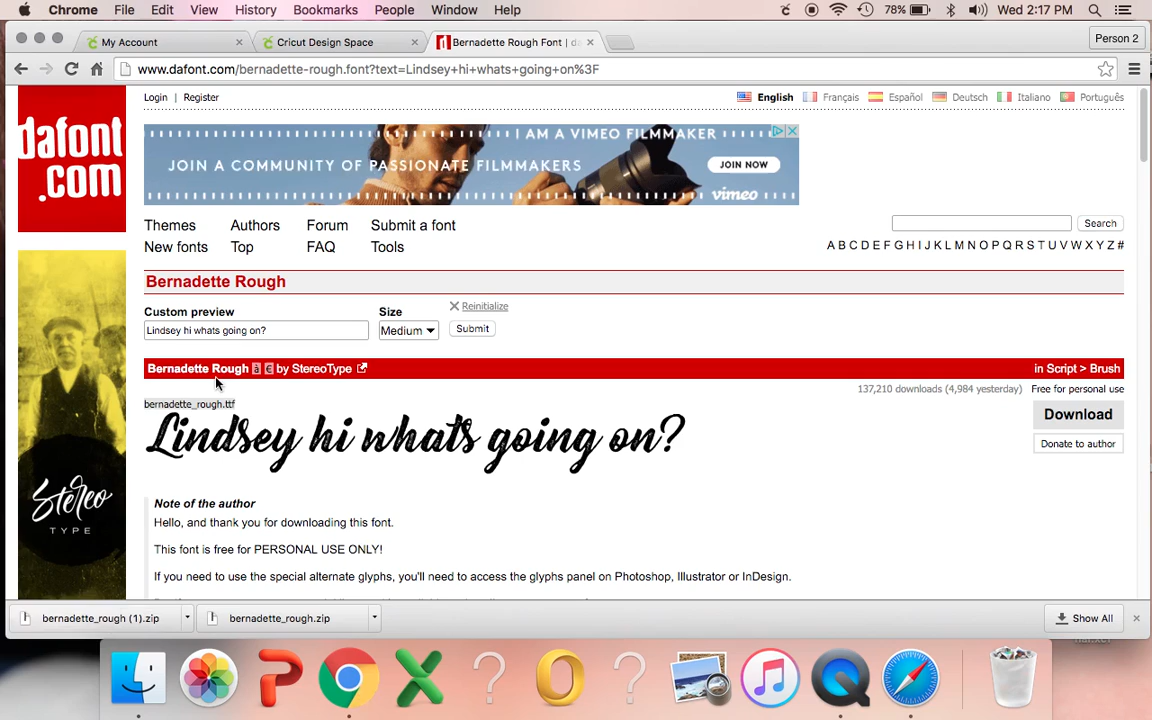 Chrome File Edit View History Bookmarks People Window Help 78% Wed 2:17 PM
My Account Cricut Design Space Bernadette Rough Font | da Person 2
www.dafont.com/bernadette-rough.font?text=Lindsey+hi+whats+going+on%3F
Login | Register English Français Español Deutsch Italiano Português
dafont
.com
I AM A VIMEO FILMMAKER
JOIN A COMMUNITY OF PASSIONATE FILMMAKERS JOIN NOW
vimeo
Themes Authors Forum Submit a font
Search
New fonts Top FAQ Tools
A B C D E F G H I J K L M N O P Q R S T U V W X Y Z #
Bernadette Rough
Custom preview Size Reinitialize
Lindsey hi whats going on? Medium Submit
Bernadette Rough à € by StereoType in Script > Brush
137,210 downloads (4,984 yesterday) Free for personal use
bernadette_rough.ttf
Download
Lindsey hi whats going on?
Donate to author
Stereo
TYPE
Note of the author
Hello, and thank you for downloading this font.
This font is free for PERSONAL USE ONLY!
If you need to use the special alternate glyphs, you'll need to access the glyphs panel on Photoshop, Illustrator or InDesign.
bernadette_rough (1).zip bernadette_rough.zip Show All